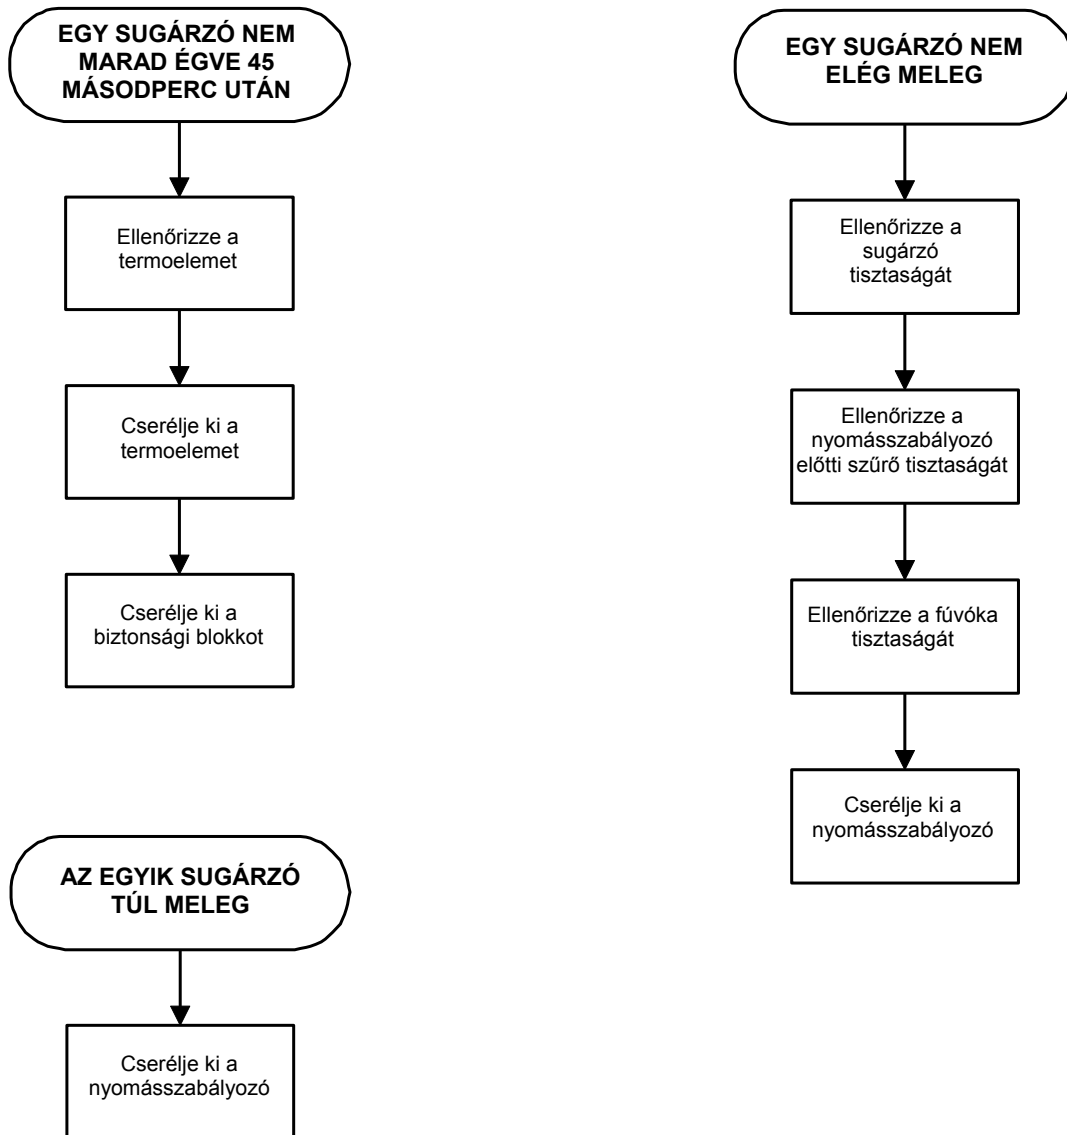 EGY SUGÁRZÓ NEM
MARAD ÉGVE 45
MÁSODPERC UTÁN
Ellenőrizze a
termoelemet
Cserélje ki a
termoelemet
Cserélje ki a
biztonsági blokkot
AZ EGYIK SUGÁRZÓ
TÚL MELEG
Cserélje ki a
nyomásszabályozó
EGY SUGÁRZÓ NEM
ELÉG MELEG
Ellenőrizze a
sugárzó
tisztaságát
Ellenőrizze a
nyomásszabályozó
előtti szűrő tisztaságát
Ellenőrizze a fúvóka
tisztaságát
Cserélje ki a
nyomásszabályozó